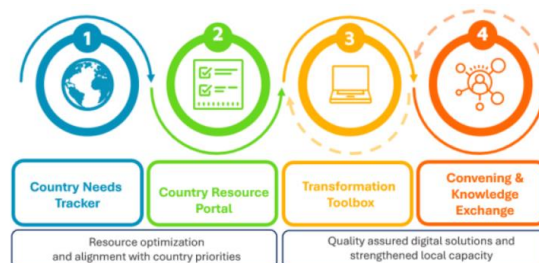 1
2
3
4
Country Needs
Tracker
Country Resource
Portal
Transformation
Toolbox
Convening &
Knowledge
Exchange
Resource optimization
and alignment with country priorities
Quality assured digital solutions and
strengthened local capacity